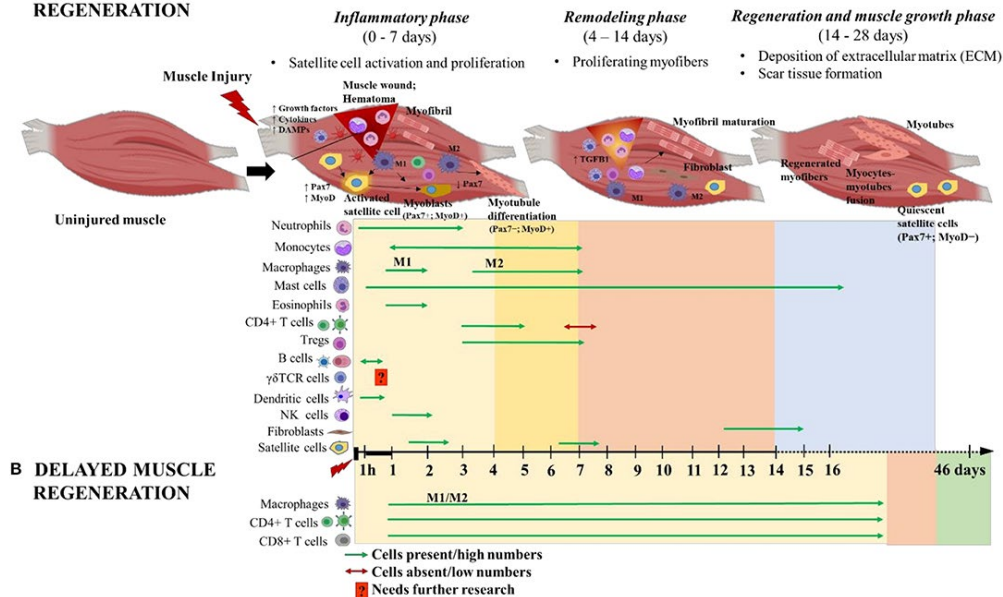 REGENERATION
Inflammatory phase
(0 - 7 days)
• Satellite cell activation and proliferation
Remodeling phase
(4 – 14 days)
• Proliferating myofibers
Regeneration and muscle growth phase
(14 - 28 days)
• Deposition of extracellular matrix (ECM)
• Scar tissue formation
Muscle Injury
Uninjured muscle
↑ Growth factors
↑ Cytokines
↑ DAMPs
Muscle wound;
Hematoma
Myofibril
M1
M2
↑ Pax7
↑ MyoD
↓ Pax7
Activated
satellite cell
Myoblasts
(Pax7+; MyoD+)
Myotubule
differentiation
(Pax7−; MyoD+)
↑ TGFB1
Myofibril maturation
Fibroblast
M1
M2
Myotubes
Regenerated
myofibers
Myocytes-
myotubes
fusion
Quiescent
satellite cells
(Pax7+; MyoD−)
Neutrophils
Monocytes
Macrophages
M1
M2
Mast cells
Eosinophils
CD4+ T cells
Tregs
B cells
γδTCR cells
?
Dendritic cells
NK cells
Fibroblasts
Satellite cells
1h 1 2 3 4 5 6 7 8 9 10 11 12 13 14 15 16 46 days
B DELAYED MUSCLE
REGENERATION
Macrophages
M1/M2
CD4+ T cells
CD8+ T cells
Cells present/high numbers
Cells absent/low numbers
? Needs further research